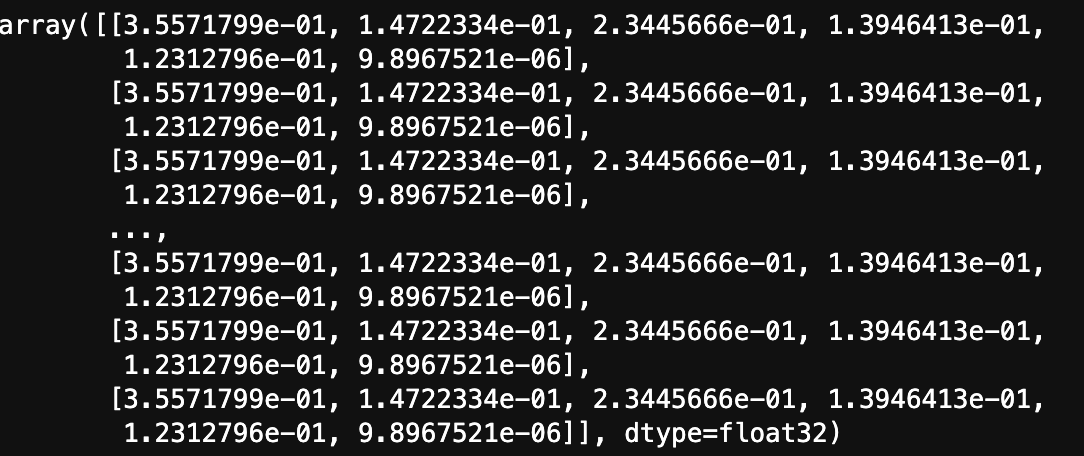 array([[3.5571799e-01, 1.4722334e-01, 2.3445666e-01, 1.3946413e-01,
1.2312796e-01, 9.8967521e-06],
[3.5571799e-01, 1.4722334e-01, 2.3445666e-01, 1.3946413e-01,
1.2312796e-01, 9.8967521e-06],
[3.5571799e-01, 1.4722334e-01, 2.3445666e-01, 1.3946413e-01,
1.2312796e-01, 9.8967521e-06],
...,
[3.5571799e-01, 1.4722334e-01, 2.3445666e-01, 1.3946413e-01,
1.2312796e-01, 9.8967521e-06],
[3.5571799e-01, 1.4722334e-01, 2.3445666e-01, 1.3946413e-01,
1.2312796e-01, 9.8967521e-06],
[3.5571799e-01, 1.4722334e-01, 2.3445666e-01, 1.3946413e-01,
1.2312796e-01, 9.8967521e-06]], dtype=float32)